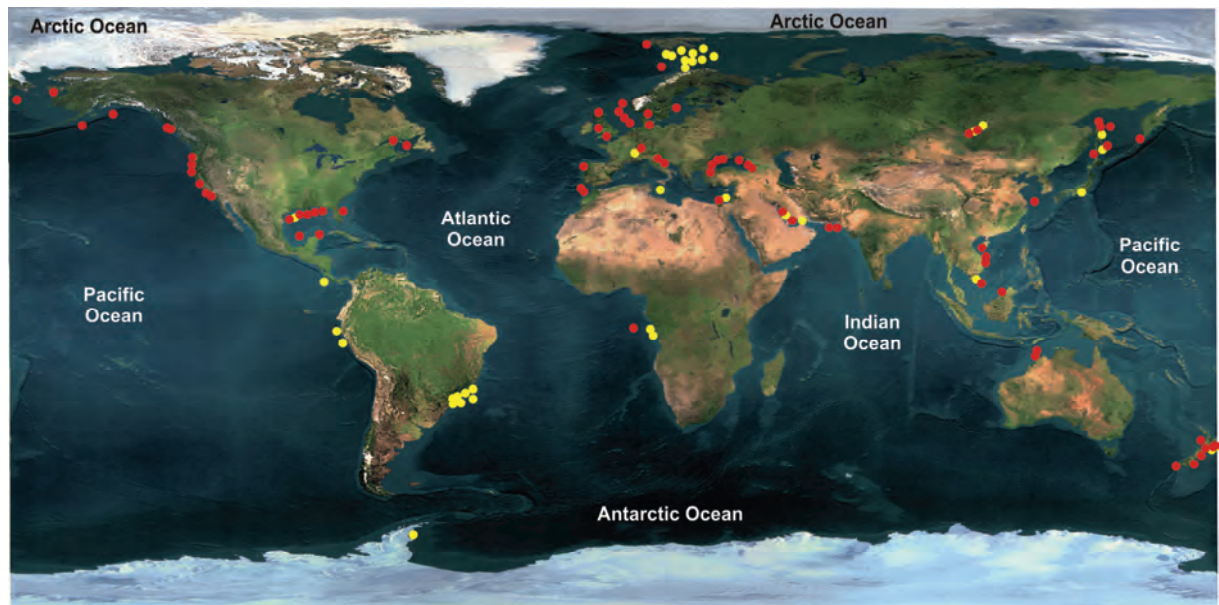 Arctic Ocean
Arctic Ocean
Atlantic
Ocean
Pacific
Ocean
Pacific
Ocean
Indian
Ocean
Antarctic Ocean